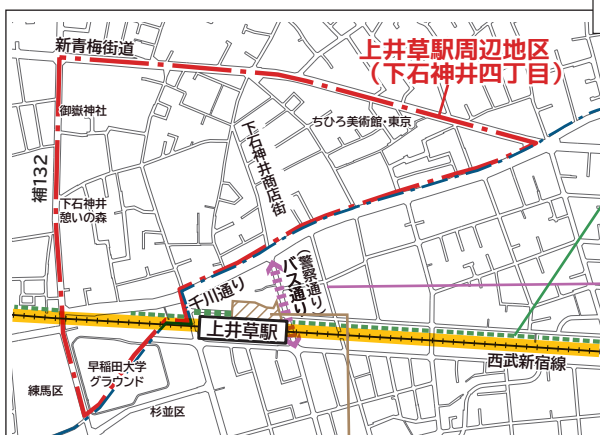 新青梅街道
上井草駅周辺地区
（下石神井四丁目）
御嶽神社
ちひろ美術館・東京
下石神井商店街
補132
下石神井
憩いの森
千川通り
バス通り
（警察通り）
上井草駅
西武新宿線
早稲田大学
グラウンド
練馬区
杉並区